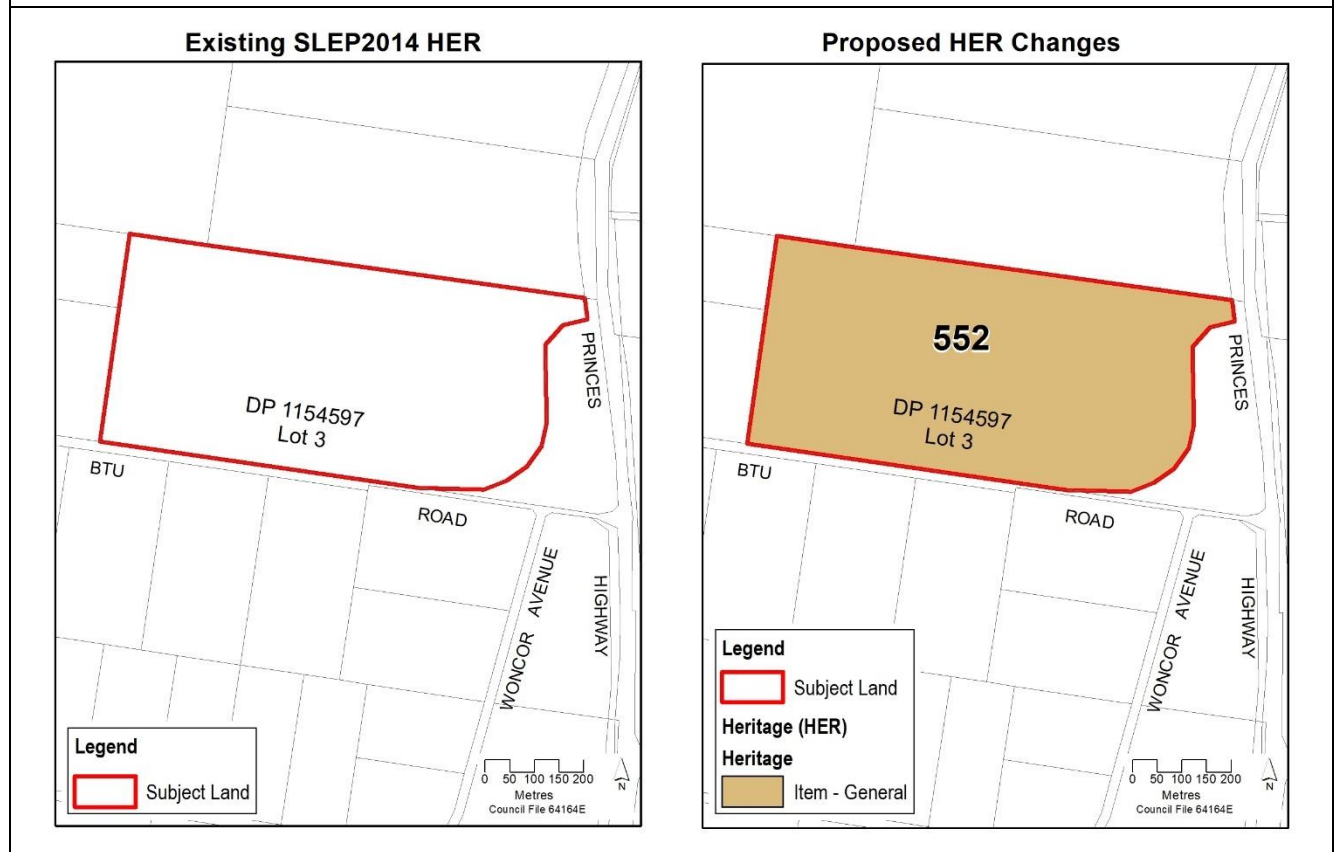 Existing SLEP2014 HER
PRINCES
DP 1154597
Lot 3
BTU
ROAD
WONCOR AVENUE
HIGHWAY
Legend
Subject Land
0 50 100 150 200
Metres
Council File 64164E
N
Proposed HER Changes
552
PRINCES
DP 1154597
Lot 3
BTU
ROAD
WONCOR AVENUE
HIGHWAY
Legend
Subject Land
Heritage (HER)
Heritage
Item - General
0 50 100 150 200
Metres
Council File 64164E
N